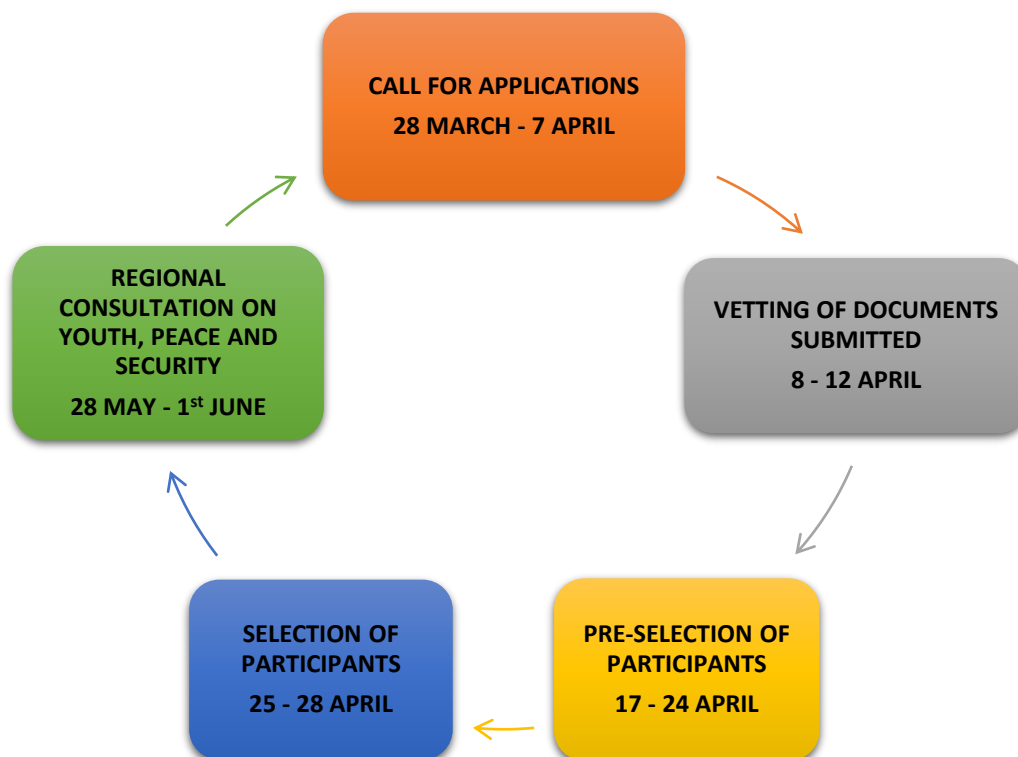 CALL FOR APPLICATIONS
28 MARCH - 7 APRIL
VETTING OF DOCUMENTS
SUBMITTED
8 - 12 APRIL
PRE-SELECTION OF
PARTICIPANTS
17 - 24 APRIL
SELECTION OF
PARTICIPANTS
25 - 28 APRIL
REGIONAL
CONSULTATION ON
YOUTH, PEACE AND
SECURITY
28 MAY - 1st JUNE